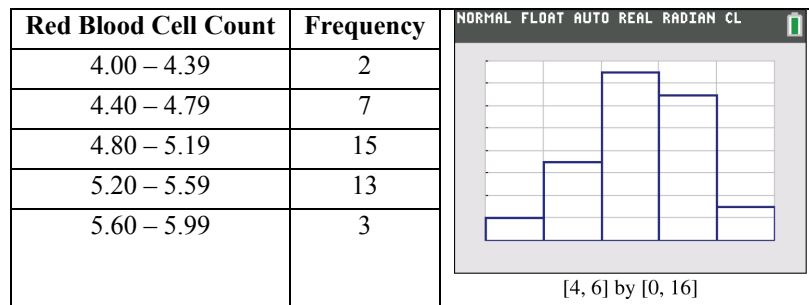 Red Blood Cell Count Frequency
4.00 – 4.39 2
4.40 – 4.79 7
4.80 – 5.19 15
5.20 – 5.59 13
5.60 – 5.99 3
NORMAL FLOAT AUTO REAL RADIAN CL
[4, 6] by [0, 16]